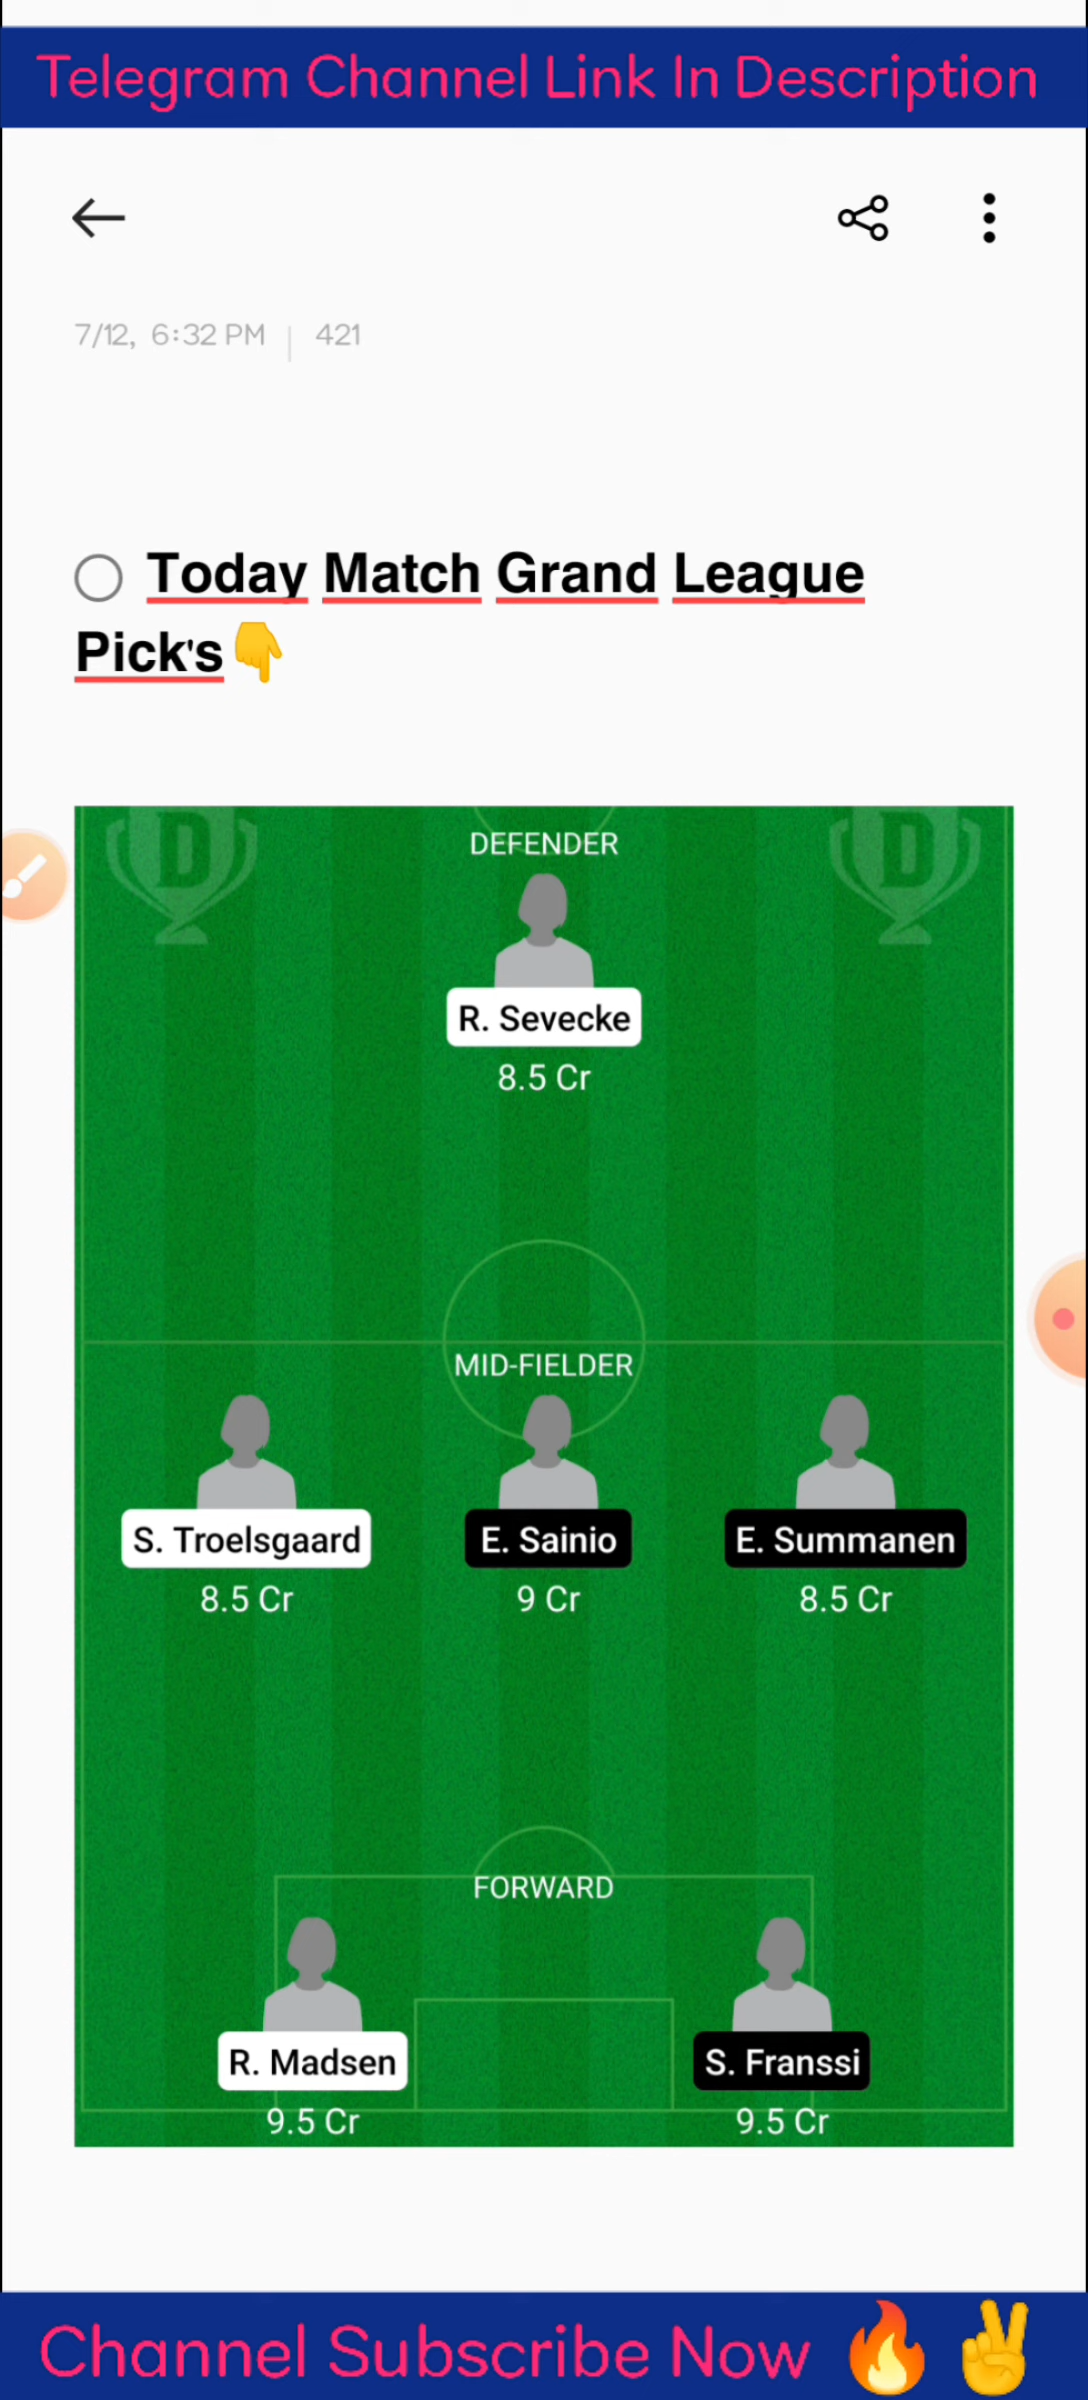 Telegram Channel Link In Description
7/12, 6:32 PM | 421
Today Match Grand League
Pick's👇
D D
DEFENDER
R. Sevecke
8.5 Cr
MID-FIELDER
S. Troelsgaard E. Sainio E. Summanen
8.5 Cr 9 Cr 8.5 Cr
FORWARD
R. Madsen S. Franssi
9.5 Cr 9.5 Cr
Channel Subscribe Now 🔥 ✌️